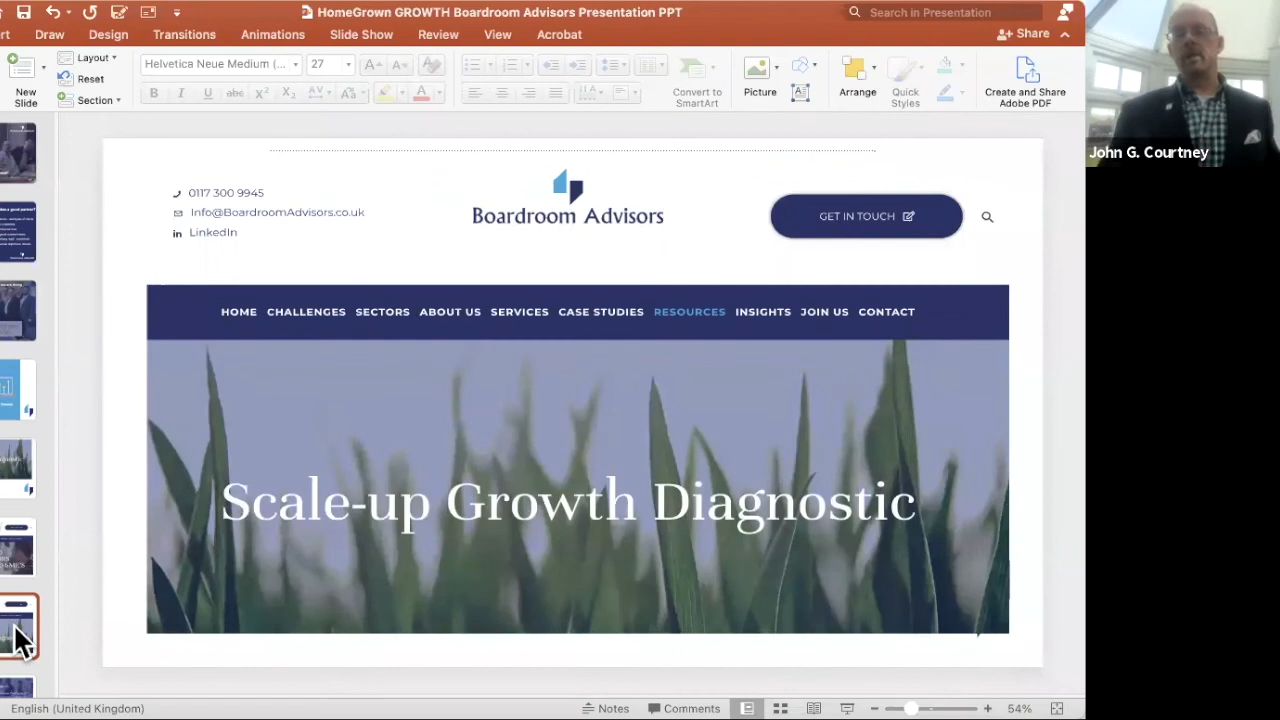 HomeGrown GROWTH Boardroom Advisors Presentation PPT
Search in Presentation
rt Draw Design Transitions Animations Slide Show Review View Acrobat
Share
New Slide
Layout
Reset
Section
Helvetica Neue Medium (...
27
Convert to SmartArt
Picture
Arrange
Quick Styles
Create and Share Adobe PDF
John G. Courtney
0117 300 9945
Info@BoardroomAdvisors.co.uk
LinkedIn
Boardroom Advisors
GET IN TOUCH
HOME CHALLENGES SECTORS ABOUT US SERVICES CASE STUDIES RESOURCES INSIGHTS JOIN US CONTACT
Scale-up Growth Diagnostic
English (United Kingdom)
Notes
Comments
54%